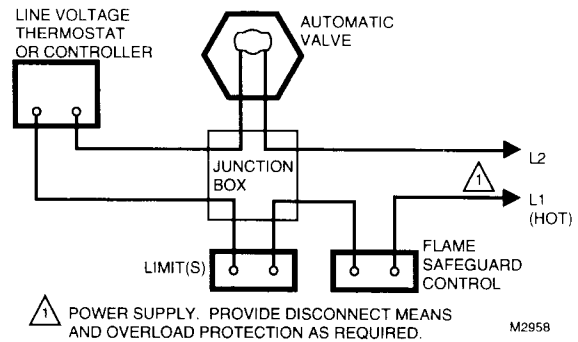 LINE VOLTAGE
THERMOSTAT
OR CONTROLLER
AUTOMATIC
VALVE
JUNCTION
BOX
L2
1
L1
(HOT)
LIMIT(S)
FLAME
SAFEGUARD
CONTROL
1 POWER SUPPLY. PROVIDE DISCONNECT MEANS
AND OVERLOAD PROTECTION AS REQUIRED.
M2958